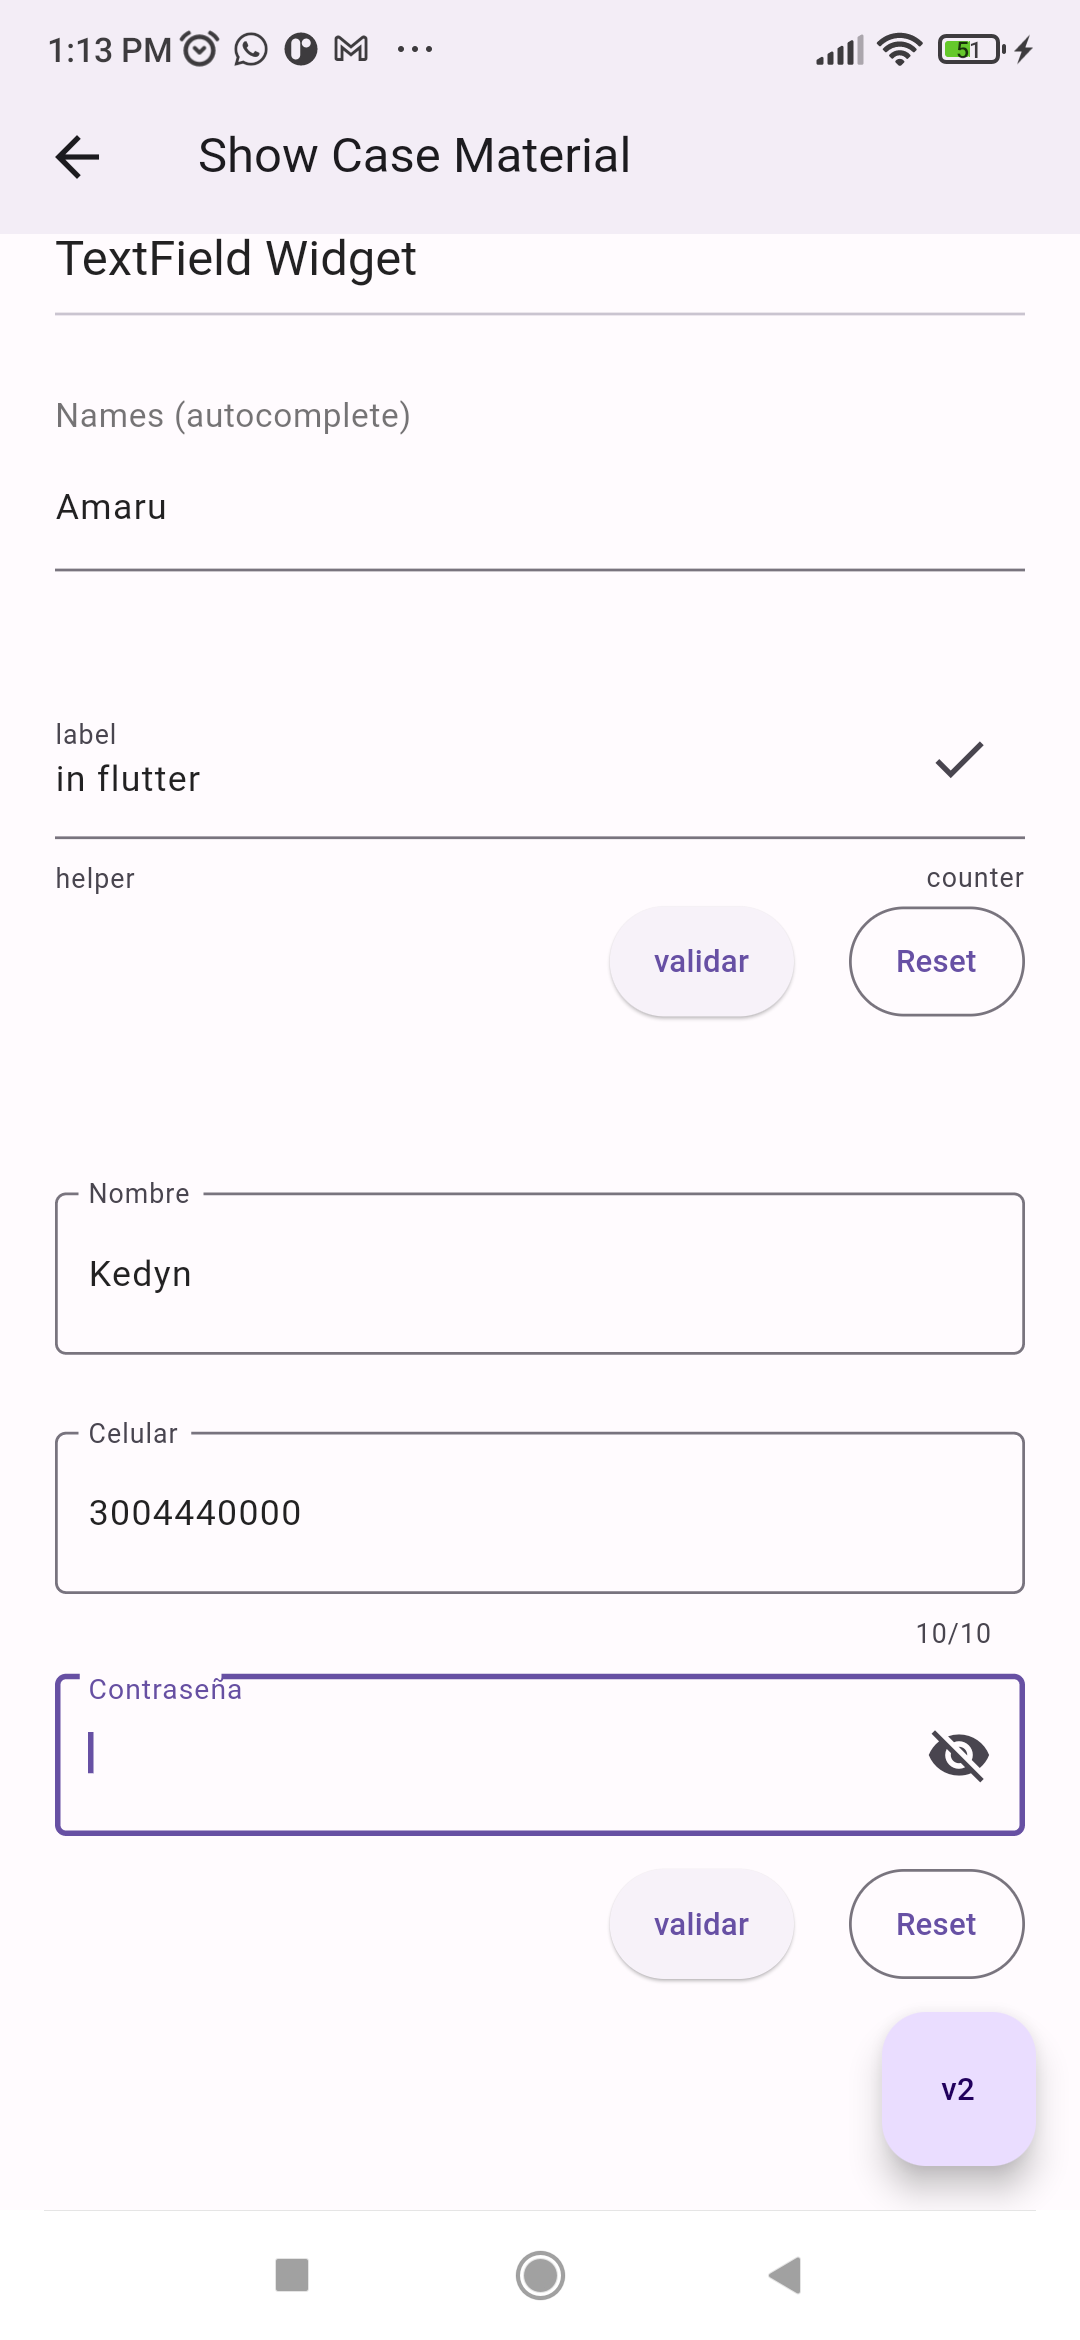 1:13 PM
51
Show Case Material
TextField Widget
Names (autocomplete)
Amaru
label
in flutter
helper
counter
validar
Reset
Nombre
Kedyn
Celular
3004440000
10/10
Contraseña
validar
Reset
v2